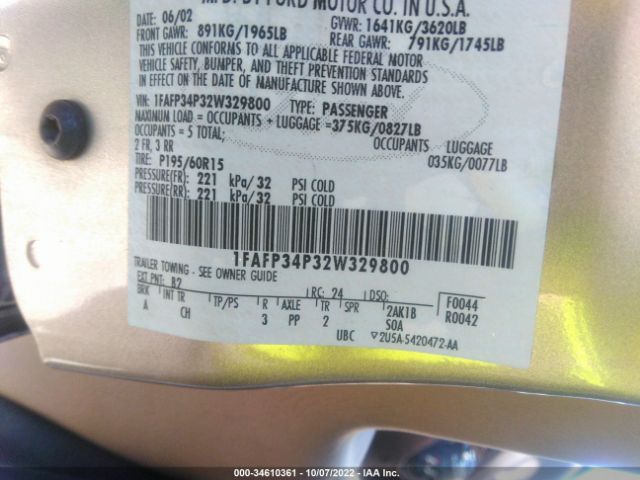 MFD. BY FORD MOTOR CO. IN U.S.A.
DATE: 06/02 GVWR: 1641KG/3620LB
FRONT GAWR: 891KG/1965LB REAR GAWR: 791KG/1745LB
THIS VEHICLE CONFORMS TO ALL APPLICABLE FEDERAL MOTOR
VEHICLE SAFETY, BUMPER, AND THEFT PREVENTION STANDARDS
IN EFFECT ON THE DATE OF MANUFACTURE SHOWN ABOVE.
VIN: 1FAFP34P32W329800 TYPE: PASSENGER
MAXIMUM LOAD = OCCUPANTS + LUGGAGE =375KG/0827LB
OCCUPANTS = 5 TOTAL; OCCUPANTS LUGGAGE
2 FR, 3 RR 035KG/0077LB
TIRE: P195/60R15
PRESSURE(FR): 221 kPa/32 PSI COLD
PRESSURE(RR): 221 kPa/32 PSI COLD
1FAFP34P32W329800
TRAILER TOWING - SEE OWNER GUIDE
EXT PNT: B2 RC: 24 DSO: F0044
BRK INT TR TP/PS R AXLE TR SPR 2AK1B R0042
A CH 3 PP 2 SOA
UBC ▽2U5A-5420472-AA
000-34610361 - 10/07/2022 - IAA Inc.